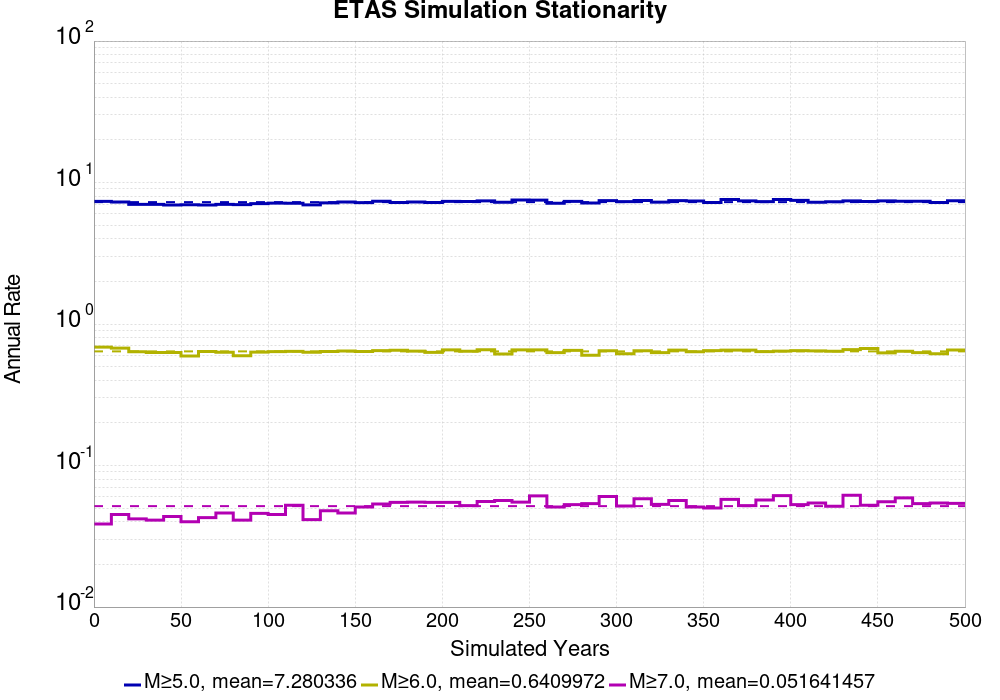 ETAS Simulation Stationarity
10^2
10^1
10^0
10^-1
10^-2
Annual Rate
0 50 100 150 200 250 300 350 400 450 500
Simulated Years
M≥5.0, mean=7.280336 M≥6.0, mean=0.6409972 M≥7.0, mean=0.051641457